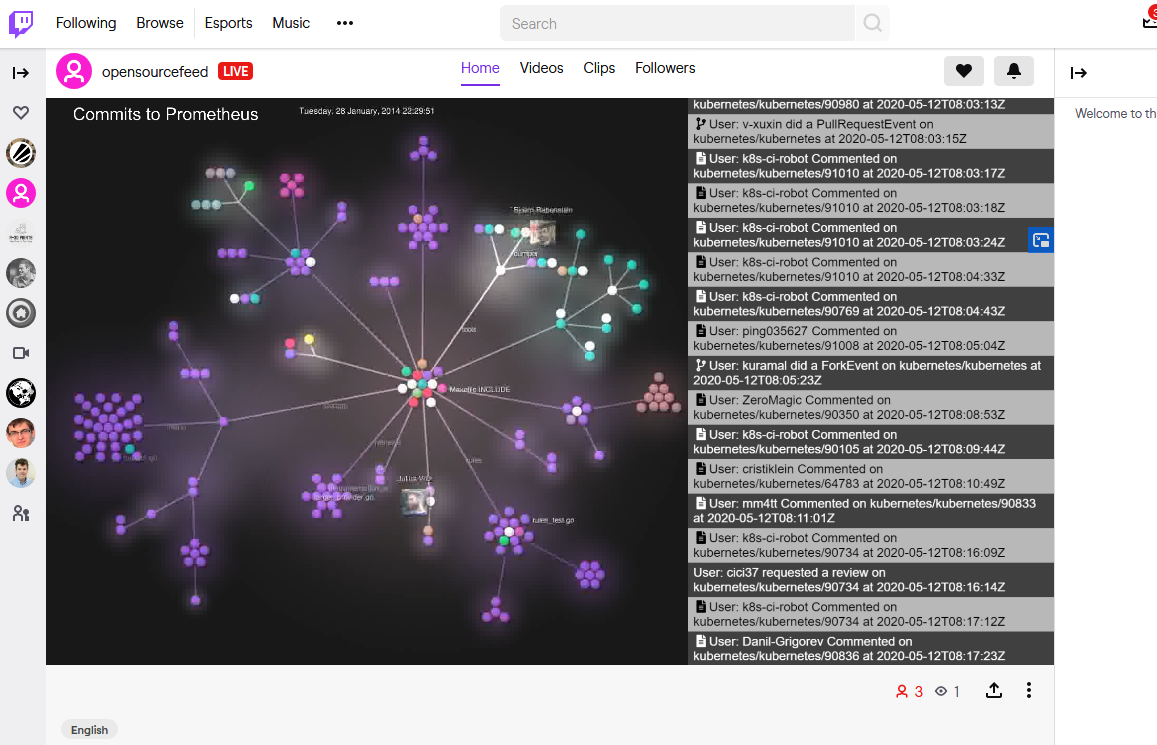 Following Browse Esports Music •••
Search
3
opensourcefeed LIVE
Home Videos Clips Followers
Welcome to th
Commits to Prometheus
Tuesday, 28 January, 2014 22:29:51
tools
Makefile.INCLUDE
rules
rules_test.go
Julius Volz
kubernetes/kubernetes/90980 at 2020-05-12T08:03:13Z
User: v-xuxin did a PullRequestEvent on
kubernetes/kubernetes at 2020-05-12T08:03:15Z
User: k8s-ci-robot Commented on
kubernetes/kubernetes/91010 at 2020-05-12T08:03:17Z
User: k8s-ci-robot Commented on
kubernetes/kubernetes/91010 at 2020-05-12T08:03:18Z
User: k8s-ci-robot Commented on
kubernetes/kubernetes/91010 at 2020-05-12T08:03:24Z
User: k8s-ci-robot Commented on
kubernetes/kubernetes/91010 at 2020-05-12T08:04:33Z
User: k8s-ci-robot Commented on
kubernetes/kubernetes/90769 at 2020-05-12T08:04:43Z
User: ping035627 Commented on
kubernetes/kubernetes/91008 at 2020-05-12T08:05:04Z
User: kuramal did a ForkEvent on kubernetes/kubernetes at
2020-05-12T08:05:23Z
User: ZeroMagic Commented on
kubernetes/kubernetes/90350 at 2020-05-12T08:08:53Z
User: k8s-ci-robot Commented on
kubernetes/kubernetes/90105 at 2020-05-12T08:09:44Z
User: cristiklein Commented on
kubernetes/kubernetes/64783 at 2020-05-12T08:10:49Z
User: mm4tt Commented on kubernetes/kubernetes/90833
at 2020-05-12T08:11:01Z
User: k8s-ci-robot Commented on
kubernetes/kubernetes/90734 at 2020-05-12T08:16:09Z
User: cici37 requested a review on
kubernetes/kubernetes/90734 at 2020-05-12T08:16:14Z
User: k8s-ci-robot Commented on
kubernetes/kubernetes/90734 at 2020-05-12T08:17:12Z
User: Danil-Grigorev Commented on
kubernetes/kubernetes/90836 at 2020-05-12T08:17:23Z
3 1
English